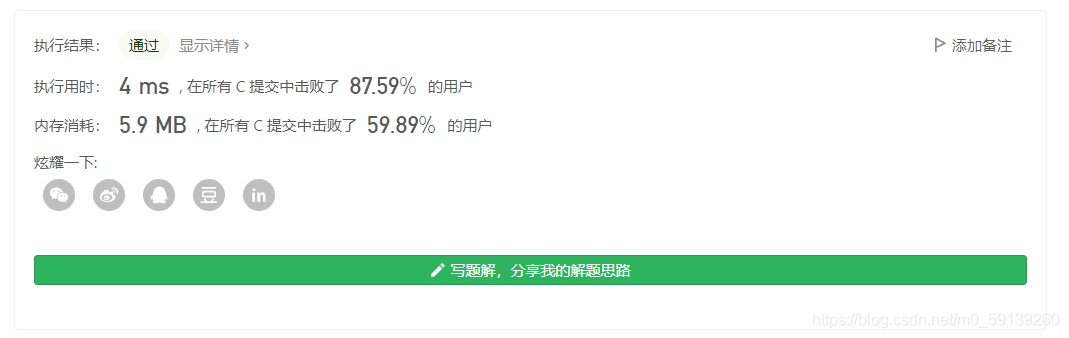 执行结果： 通过 显示详情 > 添加备注
执行用时： 4 ms , 在所有 C 提交中击败了 87.59% 的用户
内存消耗： 5.9 MB , 在所有 C 提交中击败了 59.89% 的用户
炫耀一下:
豆 in
写题解，分享我的解题思路
https://blog.csdn.net/m0_59139260